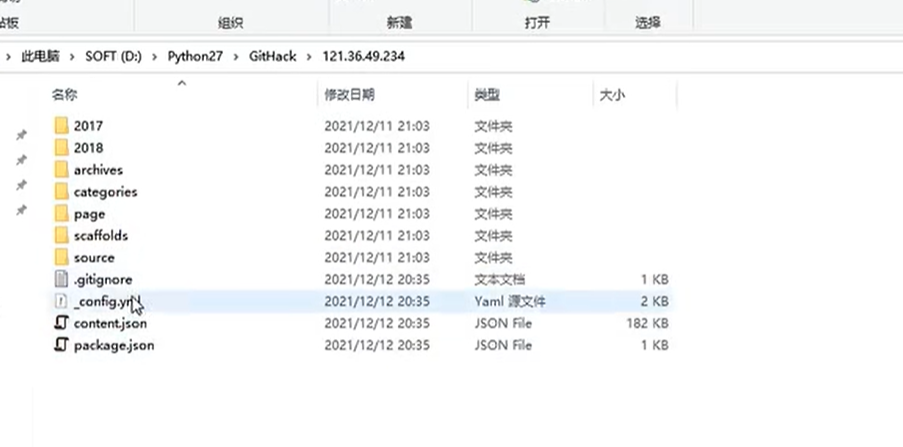 组织 新建 打开 选择
› 此电脑 › SOFT (D:) › Python27 › GitHack › 121.36.49.234
名称 修改日期 类型 大小
2017 2021/12/11 21:03 文件夹
2018 2021/12/11 21:03 文件夹
archives 2021/12/11 21:03 文件夹
categories 2021/12/11 21:03 文件夹
page 2021/12/11 21:03 文件夹
scaffolds 2021/12/11 21:03 文件夹
source 2021/12/11 21:03 文件夹
.gitignore 2021/12/12 20:35 文本文档 1 KB
_config.yml 2021/12/12 20:35 Yaml 源文件 2 KB
content.json 2021/12/12 20:35 JSON File 182 KB
package.json 2021/12/12 20:35 JSON File 1 KB